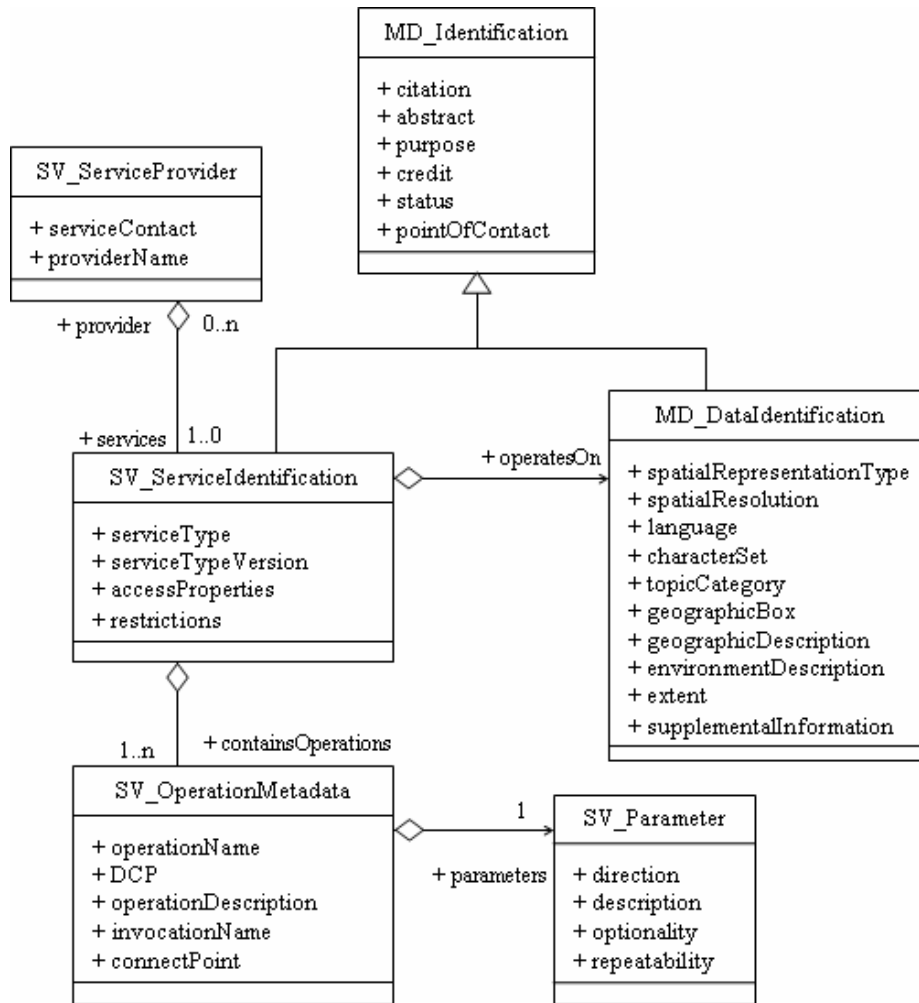 MD_Identification
+ citation
+ abstract
+ purpose
+ credit
+ status
+ pointOfContact
SV_ServiceProvider
+ serviceContact
+ providerName
+ provider
0..n
+ services
1..0
SV_ServiceIdentification
+ serviceType
+ serviceTypeVersion
+ accessProperties
+ restrictions
+ operatesOn
MD_DataIdentification
+ spatialRepresentationType
+ spatialResolution
+ language
+ characterSet
+ topicCategory
+ geographicBox
+ geographicDescription
+ environmentDescription
+ extent
+ supplementalInformation
1..n
+ containsOperations
SV_OperationMetadata
+ operationName
+ DCP
+ operationDescription
+ invocationName
+ connectPoint
1
+ parameters
SV_Parameter
+ direction
+ description
+ optionality
+ repeatability